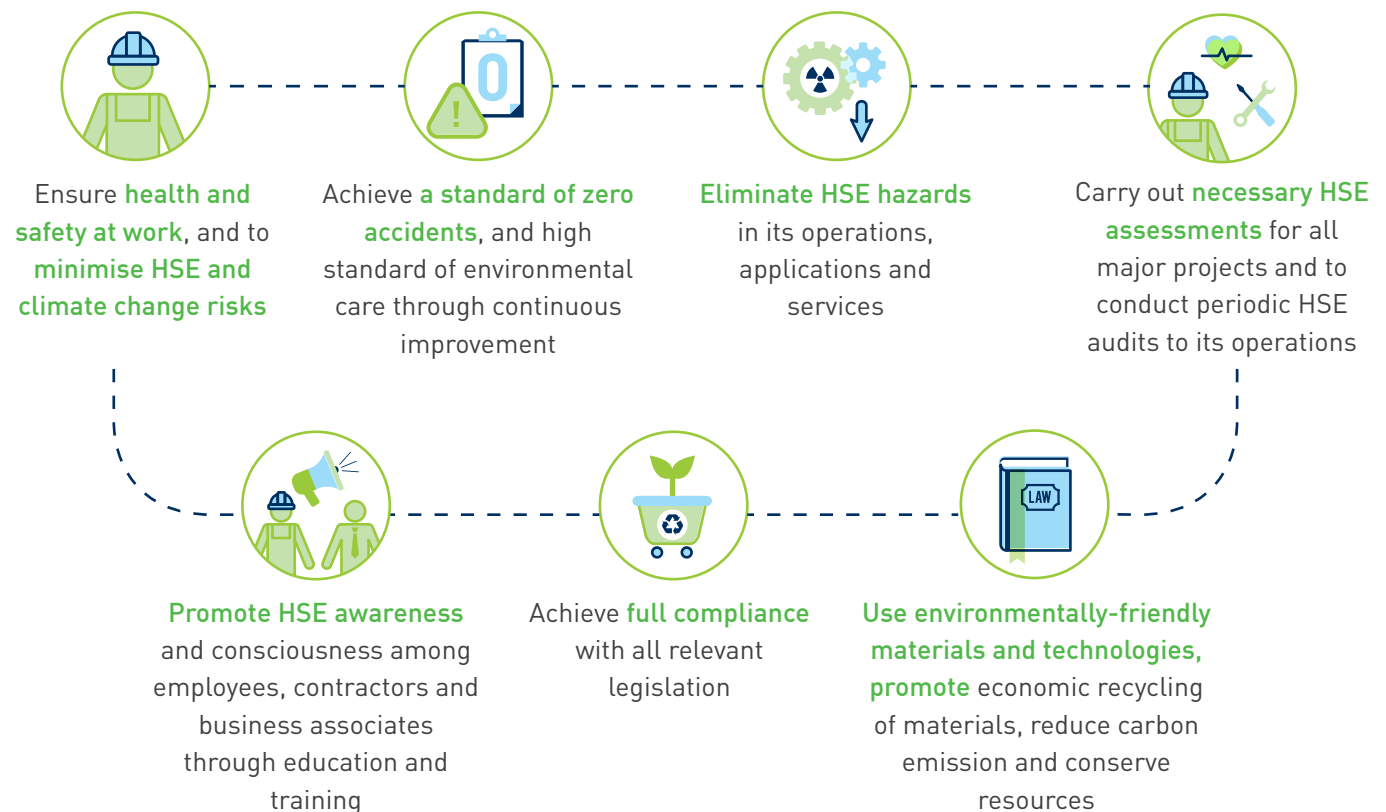 0
!
Ensure health and
safety at work, and to
minimise HSE and
climate change risks
Achieve a standard of zero
accidents, and high
standard of environmental
care through continuous
improvement
Eliminate HSE hazards
in its operations,
applications and
services
Carry out necessary HSE
assessments for all
major projects and to
conduct periodic HSE
audits to its operations
LAW
Promote HSE awareness
and consciousness among
employees, contractors and
business associates
through education and
training
Achieve full compliance
with all relevant
legislation
Use environmentally-friendly
materials and technologies,
promote economic recycling
of materials, reduce carbon
emission and conserve
resources